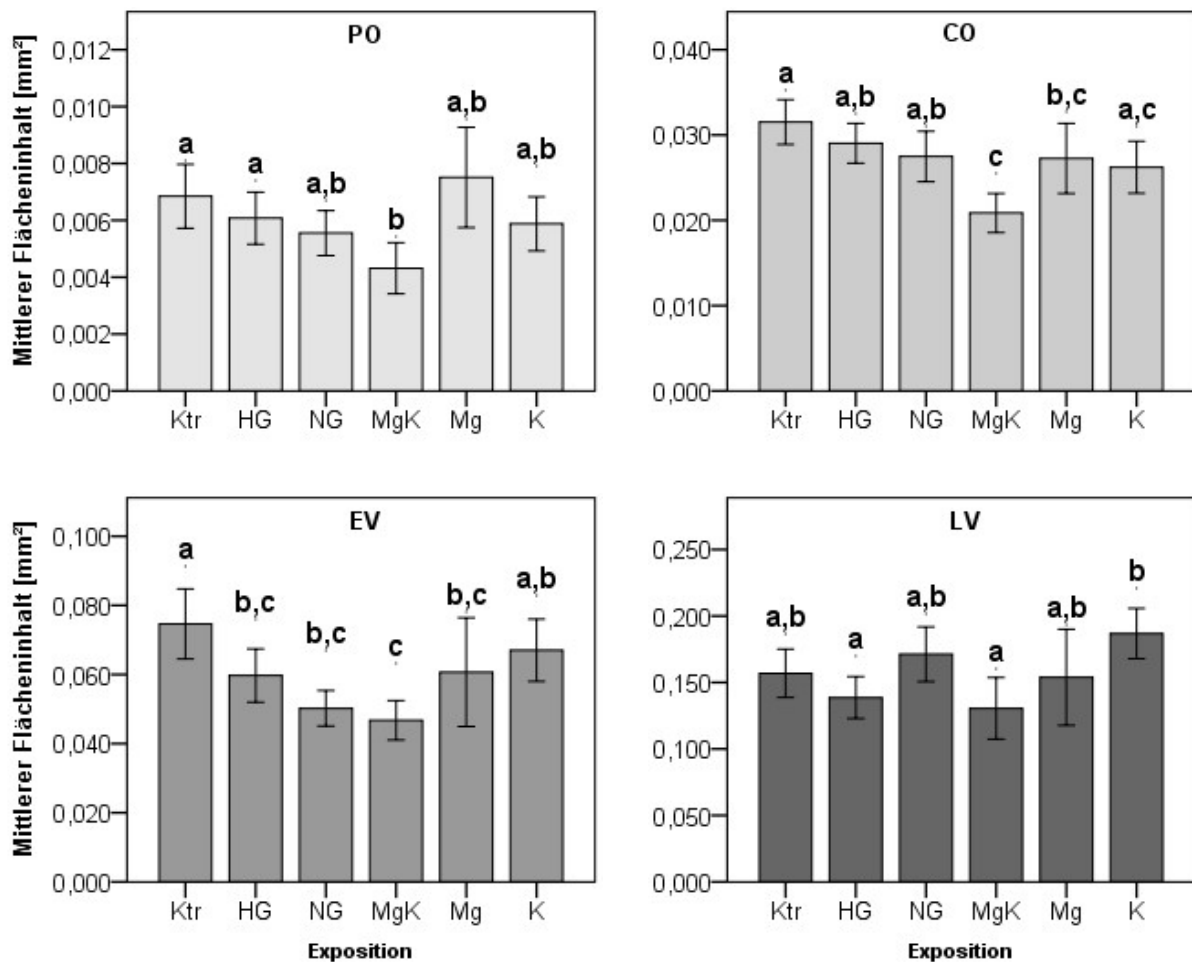 PO
Mittlerer Flächeninhalt [mm²]
0,012
0,010
0,008
0,006
0,004
0,002
0,000
a
a
a,b
b
a,b
a,b
Ktr HG NG MgK Mg K
CO
0,040
0,030
0,020
0,010
0,000
a
a,b
a,b
c
b,c
a,c
Ktr HG NG MgK Mg K
EV
Mittlerer Flächeninhalt [mm²]
0,100
0,080
0,060
0,040
0,020
0,000
a
b,c
b,c
c
b,c
a,b
Ktr HG NG MgK Mg K
Exposition
LV
0,250
0,200
0,150
0,100
0,050
0,000
a,b
a
a,b
a
a,b
b
Ktr HG NG MgK Mg K
Exposition